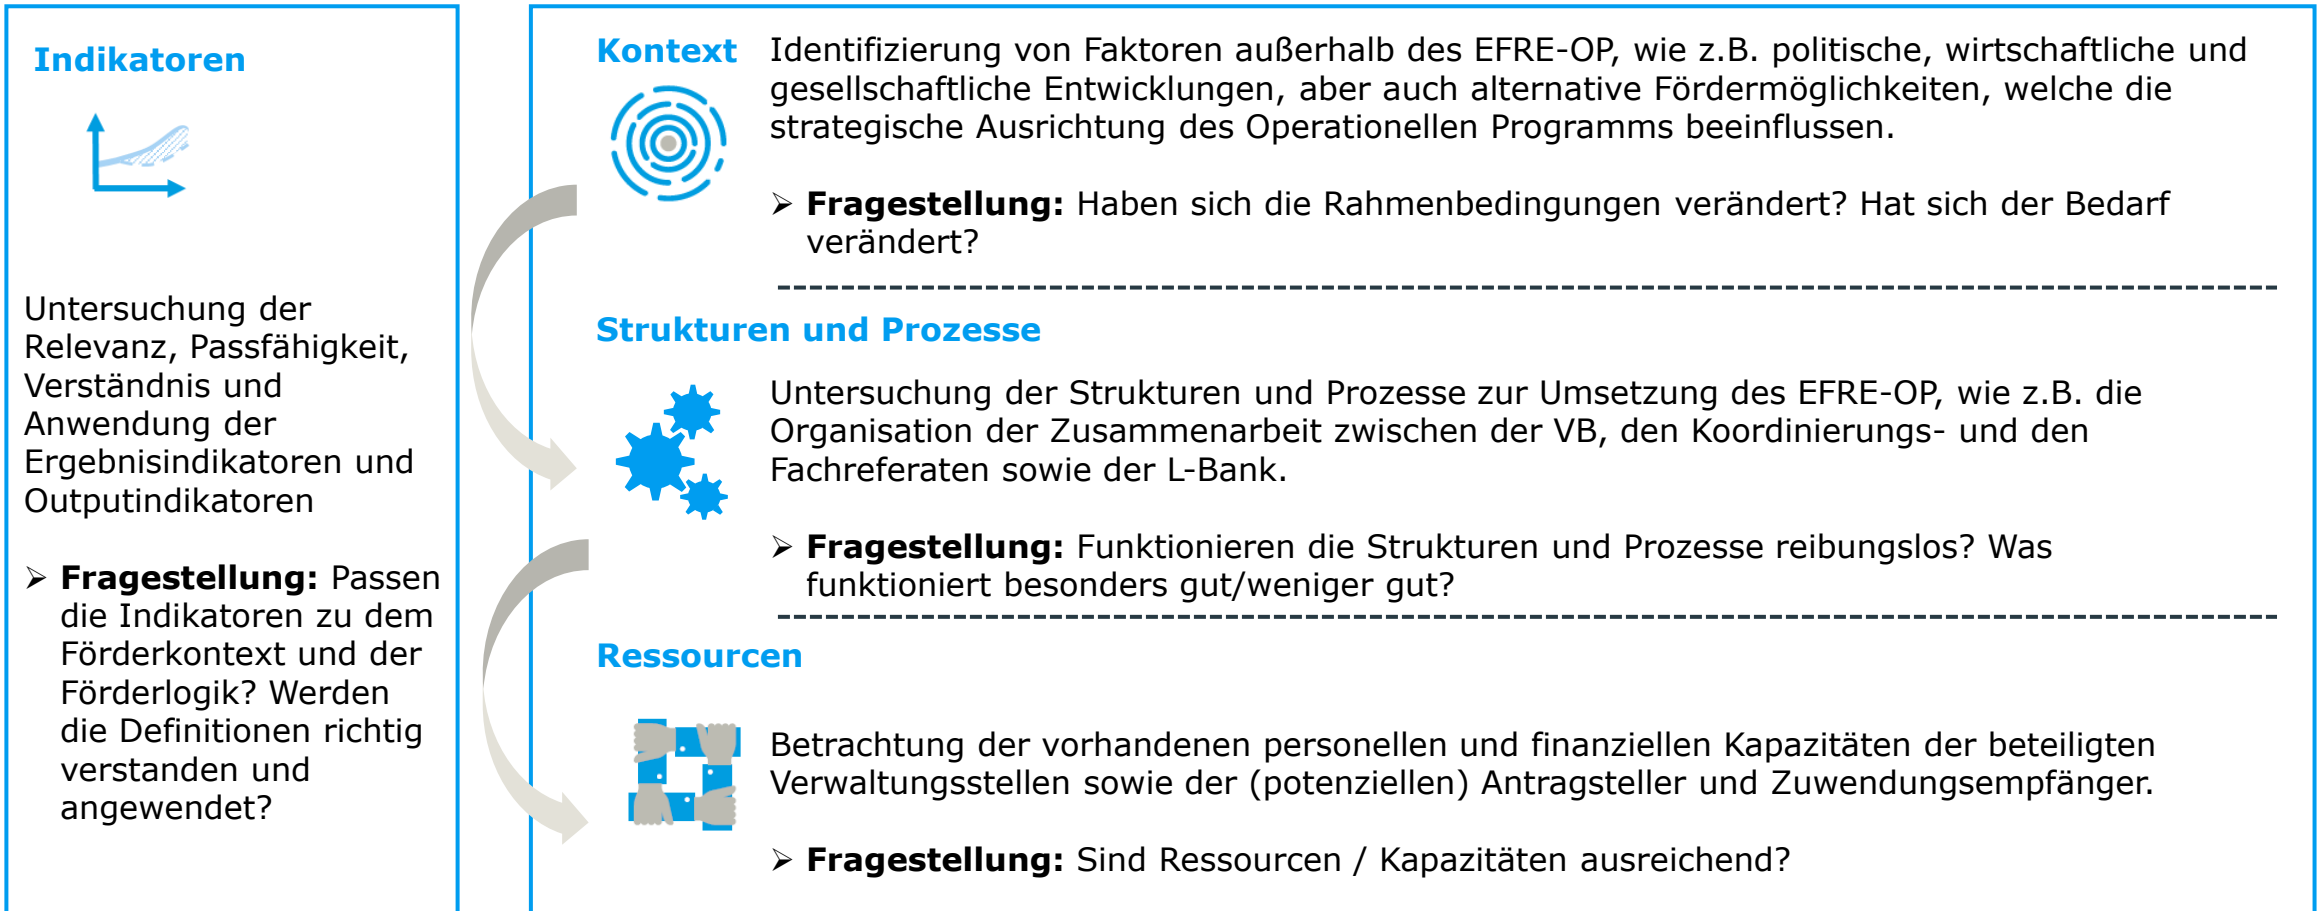 Indikatoren
Untersuchung der
Relevanz, Passfähigkeit,
Verständnis und
Anwendung der
Ergebnisindikatoren und
Outputindikatoren
➢ Fragestellung: Passen
die Indikatoren zu dem
Förderkontext und der
Förderlogik? Werden
die Definitionen richtig
verstanden und
angewendet?
Kontext
Identifizierung von Faktoren außerhalb des EFRE-OP, wie z.B. politische, wirtschaftliche und
gesellschaftliche Entwicklungen, aber auch alternative Fördermöglichkeiten, welche die
strategische Ausrichtung des Operationellen Programms beeinflussen.
➢ Fragestellung: Haben sich die Rahmenbedingungen verändert? Hat sich der Bedarf
verändert?
Strukturen und Prozesse
Untersuchung der Strukturen und Prozesse zur Umsetzung des EFRE-OP, wie z.B. die
Organisation der Zusammenarbeit zwischen der VB, den Koordinierungs- und den
Fachreferaten sowie der L-Bank.
➢ Fragestellung: Funktionieren die Strukturen und Prozesse reibungslos? Was
funktioniert besonders gut/weniger gut?
Ressourcen
Betrachtung der vorhandenen personellen und finanziellen Kapazitäten der beteiligten
Verwaltungsstellen sowie der (potenziellen) Antragsteller und Zuwendungsempfänger.
➢ Fragestellung: Sind Ressourcen / Kapazitäten ausreichend?